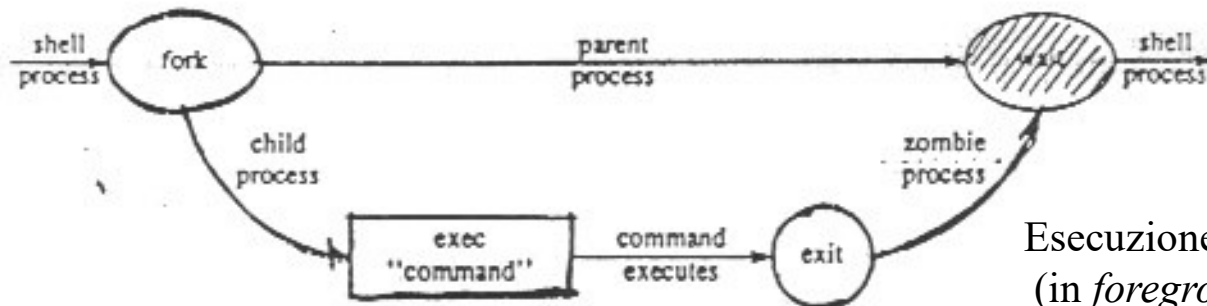 shell
process
fork
parent
process
shell
process
child
process
zombie
process
exec
"command"
command
executes
exit
Esecuzione
(in foregro